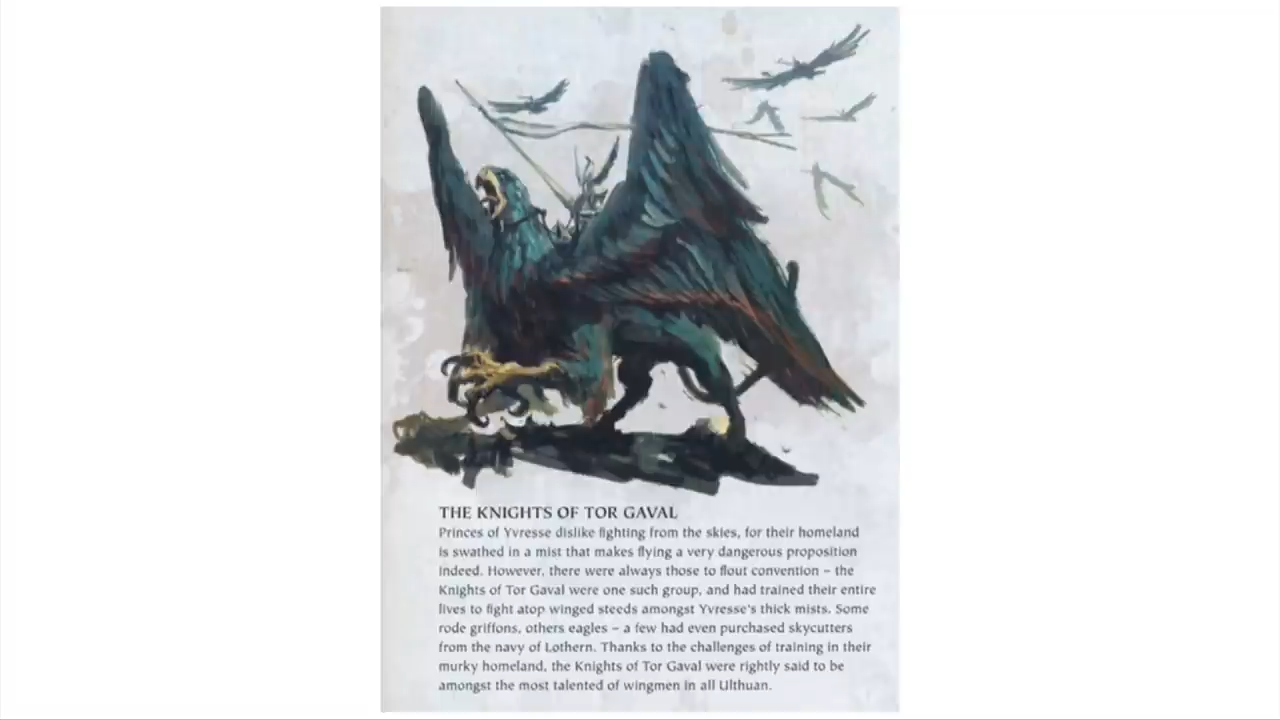 THE KNIGHTS OF TOR GAVAL
Princes of Yvresse dislike fighting from the skies, for their homeland
is swathed in a mist that makes flying a very dangerous proposition
indeed. However, there were always those to flout convention – the
Knights of Tor Gaval were one such group, and had trained their entire
lives to fight atop winged steeds amongst Yvresse's thick mists. Some
rode griffons, others eagles – a few had even purchased skycutters
from the navy of Lothern. Thanks to the challenges of training in their
murky homeland, the Knights of Tor Gaval were rightly said to be
amongst the most talented of wingmen in all Ulthuan.